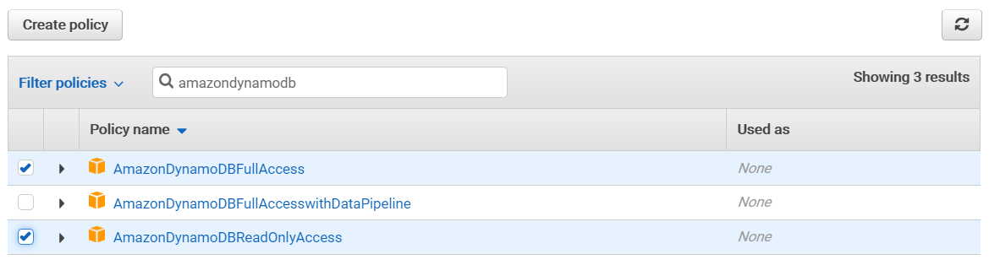 Create policy
Filter policies
amazondynamodb
Showing 3 results
Policy name
Used as
AmazonDynamoDBFullAccess
None
AmazonDynamoDBFullAccesswithDataPipeline
None
AmazonDynamoDBReadOnlyAccess
None